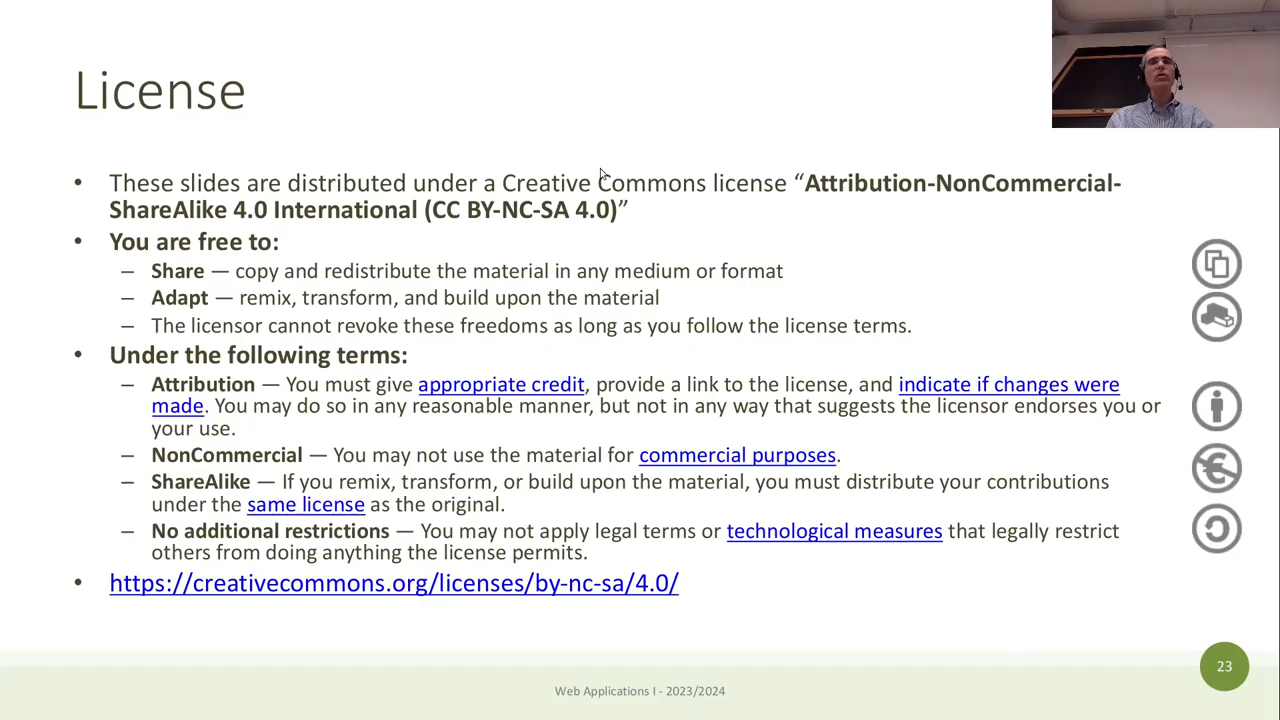 License
• These slides are distributed under a Creative Commons license “Attribution-NonCommercial-
ShareAlike 4.0 International (CC BY-NC-SA 4.0)”
• You are free to:
– Share — copy and redistribute the material in any medium or format
– Adapt — remix, transform, and build upon the material
– The licensor cannot revoke these freedoms as long as you follow the license terms.
• Under the following terms:
– Attribution — You must give appropriate credit, provide a link to the license, and indicate if changes were
made. You may do so in any reasonable manner, but not in any way that suggests the licensor endorses you or
your use.
– NonCommercial — You may not use the material for commercial purposes.
– ShareAlike — If you remix, transform, or build upon the material, you must distribute your contributions
under the same license as the original.
– No additional restrictions — You may not apply legal terms or technological measures that legally restrict
others from doing anything the license permits.
• https://creativecommons.org/licenses/by-nc-sa/4.0/
Web Applications I - 2023/2024
23